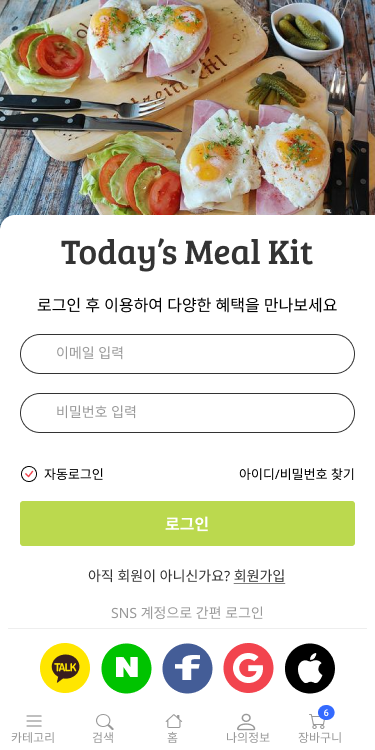 Today's Meal Kit
로그인 후 이용하여 다양한 혜택을 만나보세요
이메일 입력
비밀번호 입력
자동로그인 아이디/비밀번호 찾기
로그인
아직 회원이 아니신가요? 회원가입
SNS 계정으로 간편 로그인
TALK N f G
6
카테고리 검색 홈 나의정보 장바구니